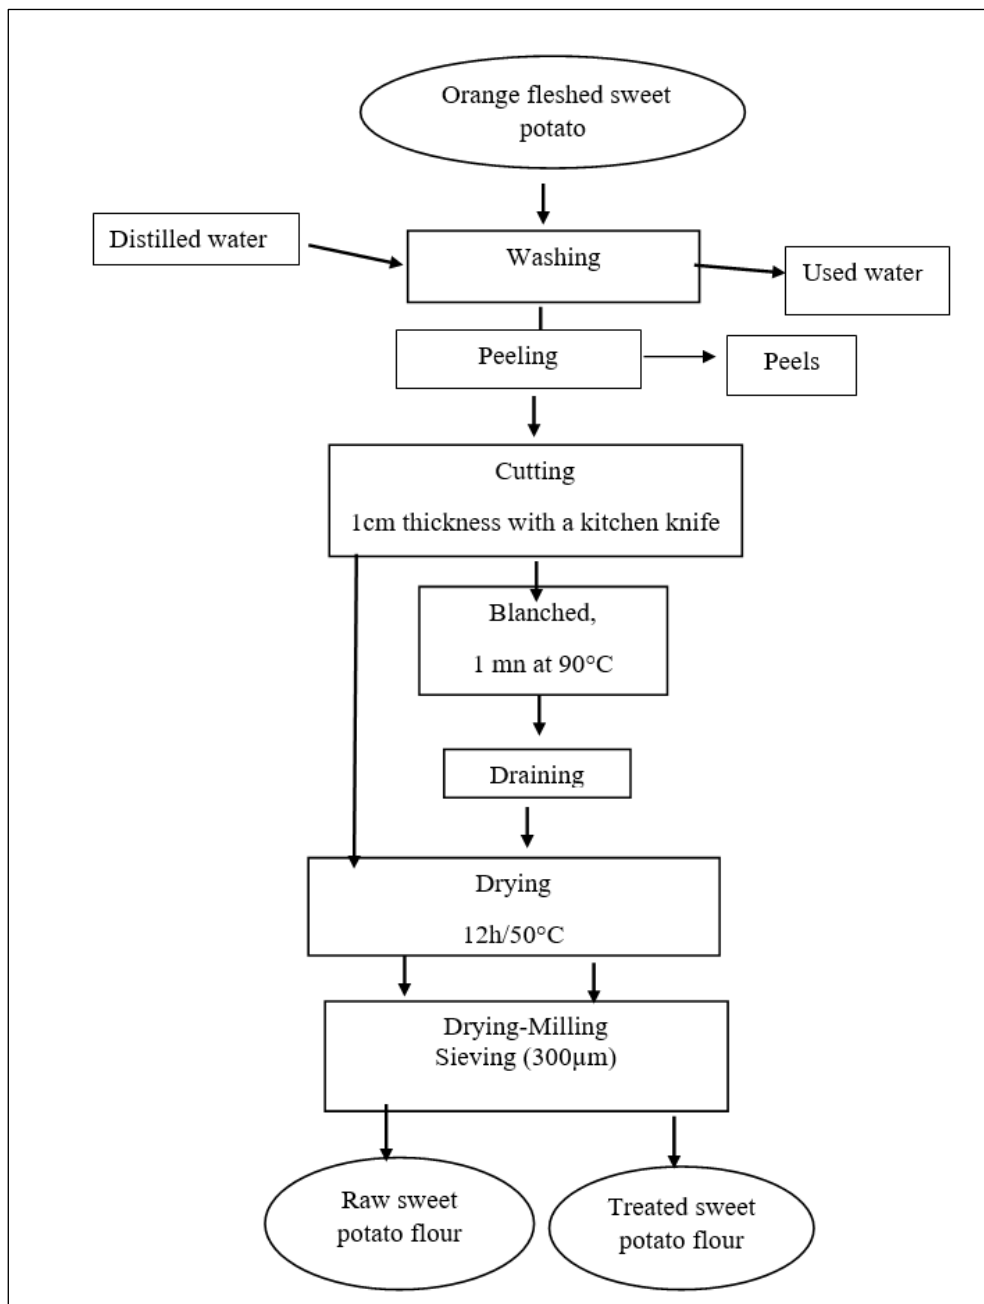 Orange fleshed sweet
potato
Distilled water
Washing
Used water
Peeling
Peels
Cutting
1cm thickness with a kitchen knife
Blanched,
1 mn at 90°C
Draining
Drying
12h/50°C
Drying-Milling
Sieving (300µm)
Raw sweet
potato flour
Treated sweet
potato flour